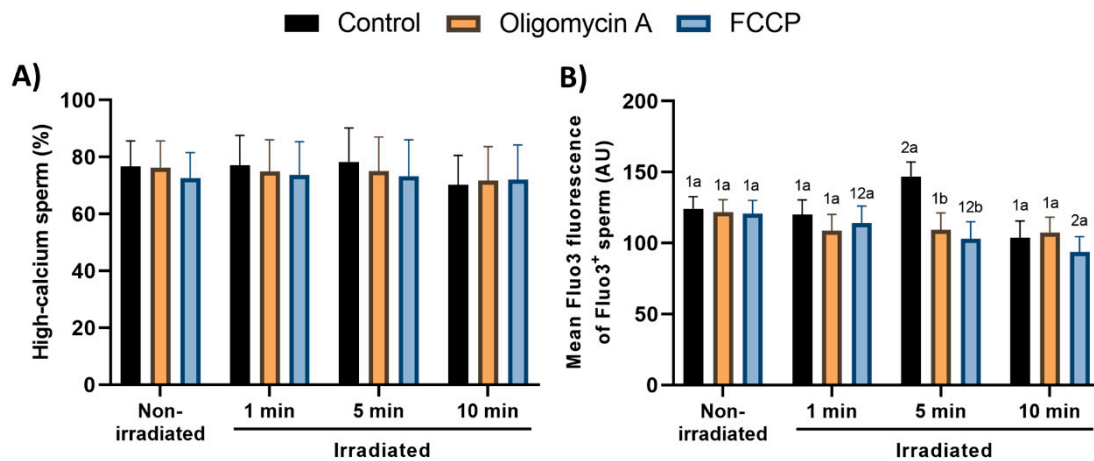 Control Oligomycin A FCCP
A)
High-calcium sperm (%)
100
80
60
40
20
0
Non-
irradiated
1 min 5 min 10 min
Irradiated
B)
Mean Fluo3 fluorescence
of Fluo3⁺ sperm (AU)
200
150
100
50
0
1a 1a 1a
1a 1a 12a
2a 1b 12b
1a 1a 2a
Non-
irradiated
1 min 5 min 10 min
Irradiated